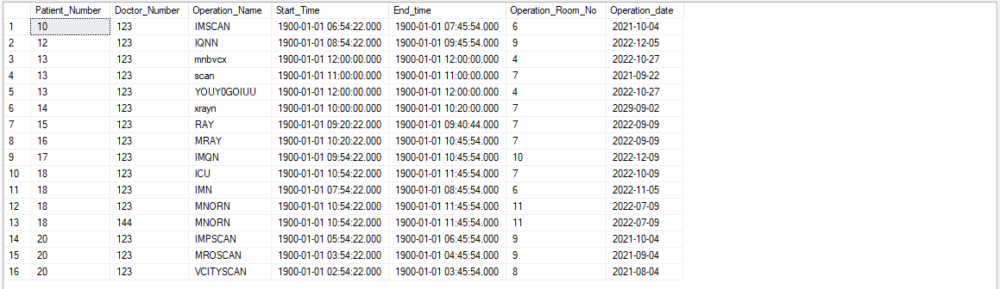 Patient_Number Doctor_Number Operation_Name Start_Time End_time Operation_Room_No Operation_date
1 10 123 IMSCAN 1900-01-01 06:54:22.000 1900-01-01 07:45:54.000 6 2021-10-04
2 12 123 IQNN 1900-01-01 08:54:22.000 1900-01-01 09:45:54.000 9 2022-12-05
3 13 123 mnbvcx 1900-01-01 12:00:00.000 1900-01-01 12:00:00.000 4 2022-10-27
4 13 123 scan 1900-01-01 11:00:00.000 1900-01-01 11:00:00.000 7 2021-09-22
5 13 123 YOUY0GOIUU 1900-01-01 12:00:00.000 1900-01-01 12:00:00.000 4 2022-10-27
6 14 123 xrayn 1900-01-01 10:00:00.000 1900-01-01 10:20:00.000 7 2029-09-02
7 15 123 RAY 1900-01-01 09:20:22.000 1900-01-01 09:40:44.000 7 2022-09-09
8 16 123 MRAY 1900-01-01 10:20:22.000 1900-01-01 10:45:54.000 7 2022-09-09
9 17 123 IMQN 1900-01-01 09:54:22.000 1900-01-01 10:45:54.000 10 2022-12-09
10 18 123 ICU 1900-01-01 10:54:22.000 1900-01-01 11:45:54.000 7 2022-10-09
11 18 123 IMN 1900-01-01 07:54:22.000 1900-01-01 08:45:54.000 6 2022-11-05
12 18 123 MNORN 1900-01-01 10:54:22.000 1900-01-01 11:45:54.000 11 2022-07-09
13 18 144 MNORN 1900-01-01 10:54:22.000 1900-01-01 11:45:54.000 11 2022-07-09
14 20 123 IMPSCAN 1900-01-01 05:54:22.000 1900-01-01 06:45:54.000 9 2021-10-04
15 20 123 MROSCAN 1900-01-01 03:54:22.000 1900-01-01 04:45:54.000 9 2021-09-04
16 20 123 VCITYSCAN 1900-01-01 02:54:22.000 1900-01-01 03:45:54.000 8 2021-08-04